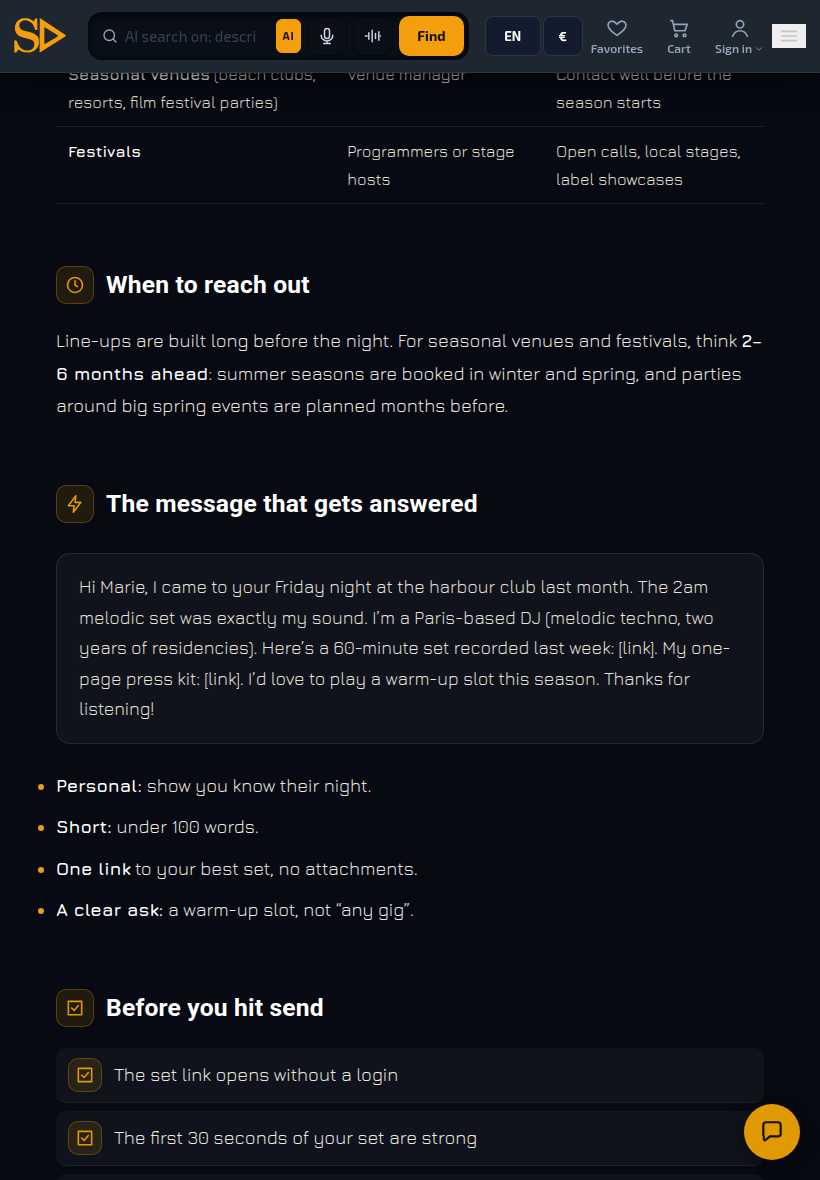 SD
AI search on: descri
AI
Find
EN
€
Favorites
Cart
Sign in
Seasonal venues (beach clubs, resorts, film festival parties)
Venue manager
Contact well before the season starts
Festivals
Programmers or stage hosts
Open calls, local stages, label showcases
When to reach out
Line-ups are built long before the night. For seasonal venues and festivals, think 2–
6 months ahead: summer seasons are booked in winter and spring, and parties
around big spring events are planned months before.
The message that gets answered
Hi Marie, I came to your Friday night at the harbour club last month. The 2am
melodic set was exactly my sound. I’m a Paris-based DJ (melodic techno, two
years of residencies). Here’s a 60-minute set recorded last week: [link]. My one-
page press kit: [link]. I’d love to play a warm-up slot this season. Thanks for
listening!
Personal: show you know their night.
Short: under 100 words.
One link to your best set, no attachments.
A clear ask: a warm-up slot, not “any gig”.
Before you hit send
The set link opens without a login
The first 30 seconds of your set are strong